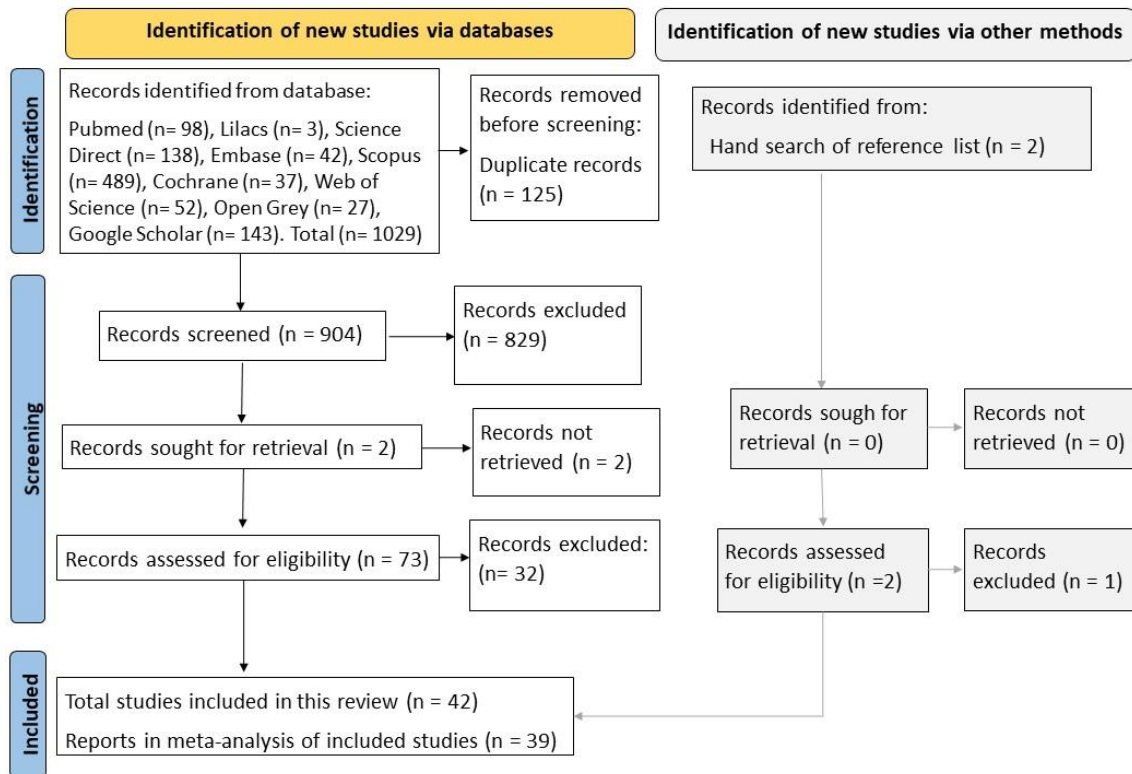 Identification of new studies via databases
Identification of new studies via other methods
Identification
Records identified from database:
Pubmed (n= 98), Lilacs (n= 3), Science
Direct (n= 138), Embase (n= 42), Scopus
(n= 489), Cochrane (n= 37), Web of
Science (n= 52), Open Grey (n= 27),
Google Scholar (n= 143). Total (n= 1029)
Records removed
before screening:
Duplicate records
(n = 125)
Records identified from:
Hand search of reference list (n = 2)
Screening
Records screened (n = 904)
Records excluded
(n = 829)
Records sought for retrieval (n = 2)
Records not
retrieved (n = 2)
Records sough for
retrieval (n = 0)
Records not
retrieved (n = 0)
Records assessed for eligibility (n = 73)
Records excluded:
(n= 32)
Records assessed
for eligibility (n =2)
Records
excluded (n = 1)
Included
Total studies included in this review (n = 42)
Reports in meta-analysis of included studies (n = 39)